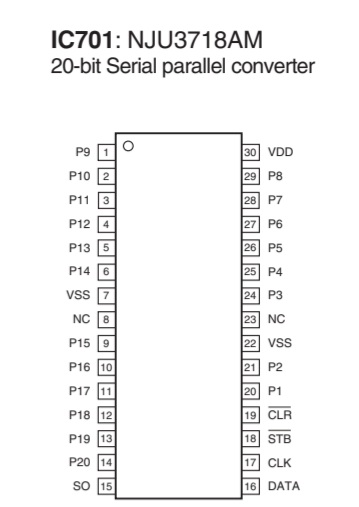 IC701: NJU3718AM
20-bit Serial parallel converter
P9 1 30 VDD
P10 2 29 P8
P11 3 28 P7
P12 4 27 P6
P13 5 26 P5
P14 6 25 P4
VSS 7 24 P3
NC 8 23 NC
P15 9 22 VSS
P16 10 21 P2
P17 11 20 P1
P18 12 19 CLR
P19 13 18 STB
P20 14 17 CLK
SO 15 16 DATA